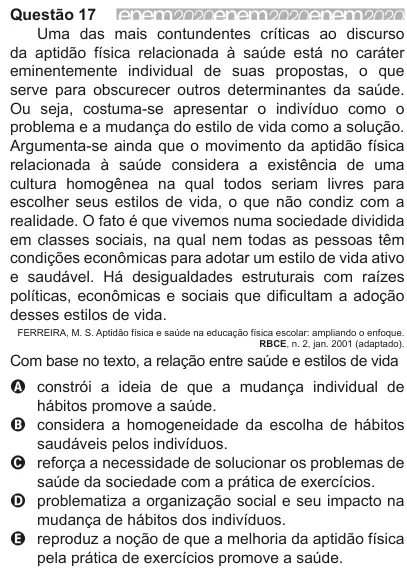 Questão 17 enem2020enem2020enem2020
Uma das mais contundentes críticas ao discurso
da aptidão física relacionada à saúde está no caráter
eminentemente individual de suas propostas, o que
serve para obscurecer outros determinantes da saúde.
Ou seja, costuma-se apresentar o indivíduo como o
problema e a mudança do estilo de vida como a solução.
Argumenta-se ainda que o movimento da aptidão física
relacionada à saúde considera a existência de uma
cultura homogênea na qual todos seriam livres para
escolher seus estilos de vida, o que não condiz com a
realidade. O fato é que vivemos numa sociedade dividida
em classes sociais, na qual nem todas as pessoas têm
condições econômicas para adotar um estilo de vida ativo
e saudável. Há desigualdades estruturais com raízes
políticas, econômicas e sociais que dificultam a adoção
desses estilos de vida.
FERREIRA, M. S. Aptidão física e saúde na educação física escolar: ampliando o enfoque.
RBCE, n. 2, jan. 2001 (adaptado).
Com base no texto, a relação entre saúde e estilos de vida
A constrói a ideia de que a mudança individual de
hábitos promove a saúde.
B considera a homogeneidade da escolha de hábitos
saudáveis pelos indivíduos.
C reforça a necessidade de solucionar os problemas de
saúde da sociedade com a prática de exercícios.
D problematiza a organização social e seu impacto na
mudança de hábitos dos indivíduos.
E reproduz a noção de que a melhoria da aptidão física
pela prática de exercícios promove a saúde.